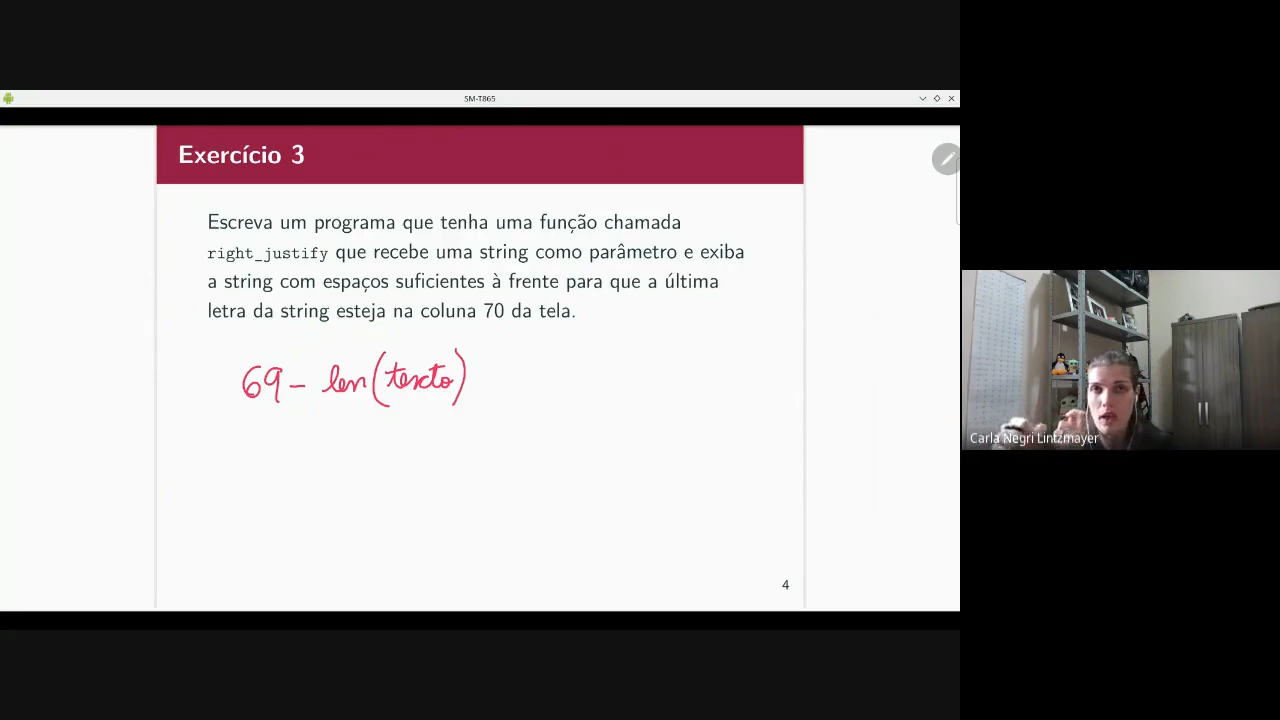 SM-T865
Exercício 3
Escreva um programa que tenha uma função chamada
right_justify que recebe uma string como parâmetro e exiba
a string com espaços suficientes à frente para que a última
letra da string esteja na coluna 70 da tela.
69 - len(texto)
4
Carla Negri Lintzmayer